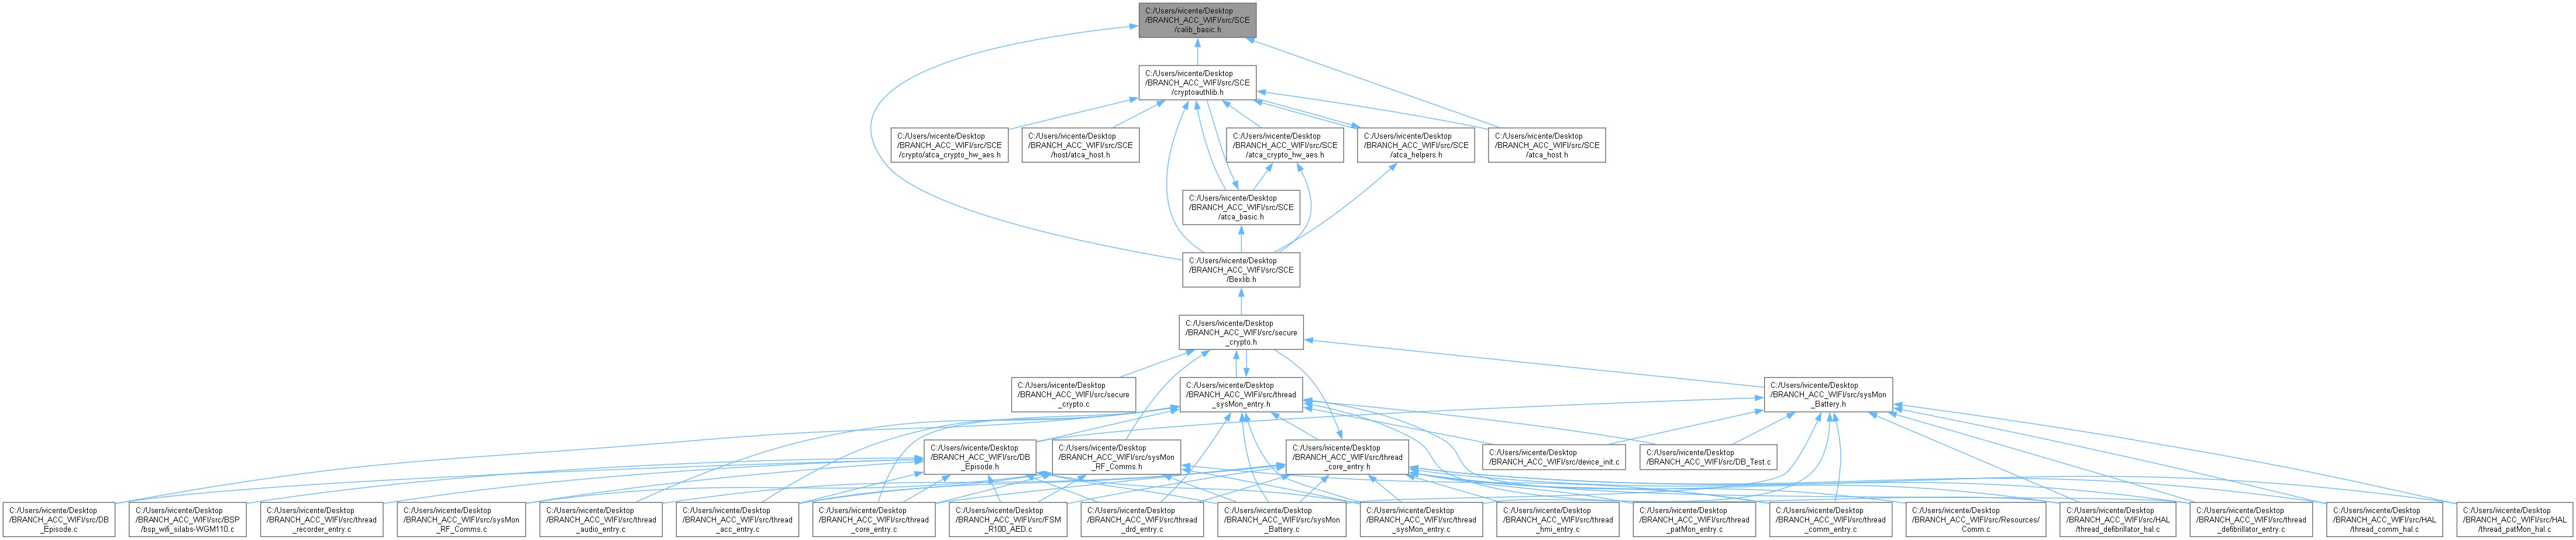 C:/Users/ivicente/Desktop
/BRANCH_ACC_WIFI/src/SCE
/calib_basic.h
C:/Users/ivicente/Desktop
/BRANCH_ACC_WIFI/src/SCE
/cryptoauthlib.h
C:/Users/ivicente/Desktop
/BRANCH_ACC_WIFI/src/SCE
/crypto/atca_crypto_hw_aes.h
C:/Users/ivicente/Desktop
/BRANCH_ACC_WIFI/src/SCE
/host/atca_host.h
C:/Users/ivicente/Desktop
/BRANCH_ACC_WIFI/src/SCE
/atca_crypto_hw_aes.h
C:/Users/ivicente/Desktop
/BRANCH_ACC_WIFI/src/SCE
/atca_helpers.h
C:/Users/ivicente/Desktop
/BRANCH_ACC_WIFI/src/SCE
/atca_host.h
C:/Users/ivicente/Desktop
/BRANCH_ACC_WIFI/src/SCE
/atca_basic.h
C:/Users/ivicente/Desktop
/BRANCH_ACC_WIFI/src/SCE
/Bexlib.h
C:/Users/ivicente/Desktop
/BRANCH_ACC_WIFI/src/secure
_crypto.h
C:/Users/ivicente/Desktop
/BRANCH_ACC_WIFI/src/secure
_crypto.c
C:/Users/ivicente/Desktop
/BRANCH_ACC_WIFI/src/thread
_sysMon_entry.h
C:/Users/ivicente/Desktop
/BRANCH_ACC_WIFI/src/sysMon
_Battery.h
C:/Users/ivicente/Desktop
/BRANCH_ACC_WIFI/src/DB
_Episode.h
C:/Users/ivicente/Desktop
/BRANCH_ACC_WIFI/src/sysMon
_RF_Comms.h
C:/Users/ivicente/Desktop
/BRANCH_ACC_WIFI/src/thread
_core_entry.h
C:/Users/ivicente/Desktop
/BRANCH_ACC_WIFI/src/device_init.c
C:/Users/ivicente/Desktop
/BRANCH_ACC_WIFI/src/DB_Test.c
C:/Users/ivicente/Desktop
/BRANCH_ACC_WIFI/src/DB
_Episode.c
C:/Users/ivicente/Desktop
/BRANCH_ACC_WIFI/src/BSP
/bsp_wifi_silabs-WGM110.c
C:/Users/ivicente/Desktop
/BRANCH_ACC_WIFI/src/thread
_recorder_entry.c
C:/Users/ivicente/Desktop
/BRANCH_ACC_WIFI/src/sysMon
_RF_Comms.c
C:/Users/ivicente/Desktop
/BRANCH_ACC_WIFI/src/thread
_audio_entry.c
C:/Users/ivicente/Desktop
/BRANCH_ACC_WIFI/src/thread
_acc_entry.c
C:/Users/ivicente/Desktop
/BRANCH_ACC_WIFI/src/thread
_core_entry.c
C:/Users/ivicente/Desktop
/BRANCH_ACC_WIFI/src/FSM
_R100_AED.c
C:/Users/ivicente/Desktop
/BRANCH_ACC_WIFI/src/thread
_drd_entry.c
C:/Users/ivicente/Desktop
/BRANCH_ACC_WIFI/src/sysMon
_Battery.c
C:/Users/ivicente/Desktop
/BRANCH_ACC_WIFI/src/thread
_sysMon_entry.c
C:/Users/ivicente/Desktop
/BRANCH_ACC_WIFI/src/thread
_hmi_entry.c
C:/Users/ivicente/Desktop
/BRANCH_ACC_WIFI/src/thread
_patMon_entry.c
C:/Users/ivicente/Desktop
/BRANCH_ACC_WIFI/src/thread
_comm_entry.c
C:/Users/ivicente/Desktop
/BRANCH_ACC_WIFI/src/Resources/
Comm.c
C:/Users/ivicente/Desktop
/BRANCH_ACC_WIFI/src/HAL
/thread_defibrillator_hal.c
C:/Users/ivicente/Desktop
/BRANCH_ACC_WIFI/src/thread
_defibrillator_entry.c
C:/Users/ivicente/Desktop
/BRANCH_ACC_WIFI/src/HAL
/thread_comm_hal.c
C:/Users/ivicente/Desktop
/BRANCH_ACC_WIFI/src/HAL
/thread_patMon_hal.c